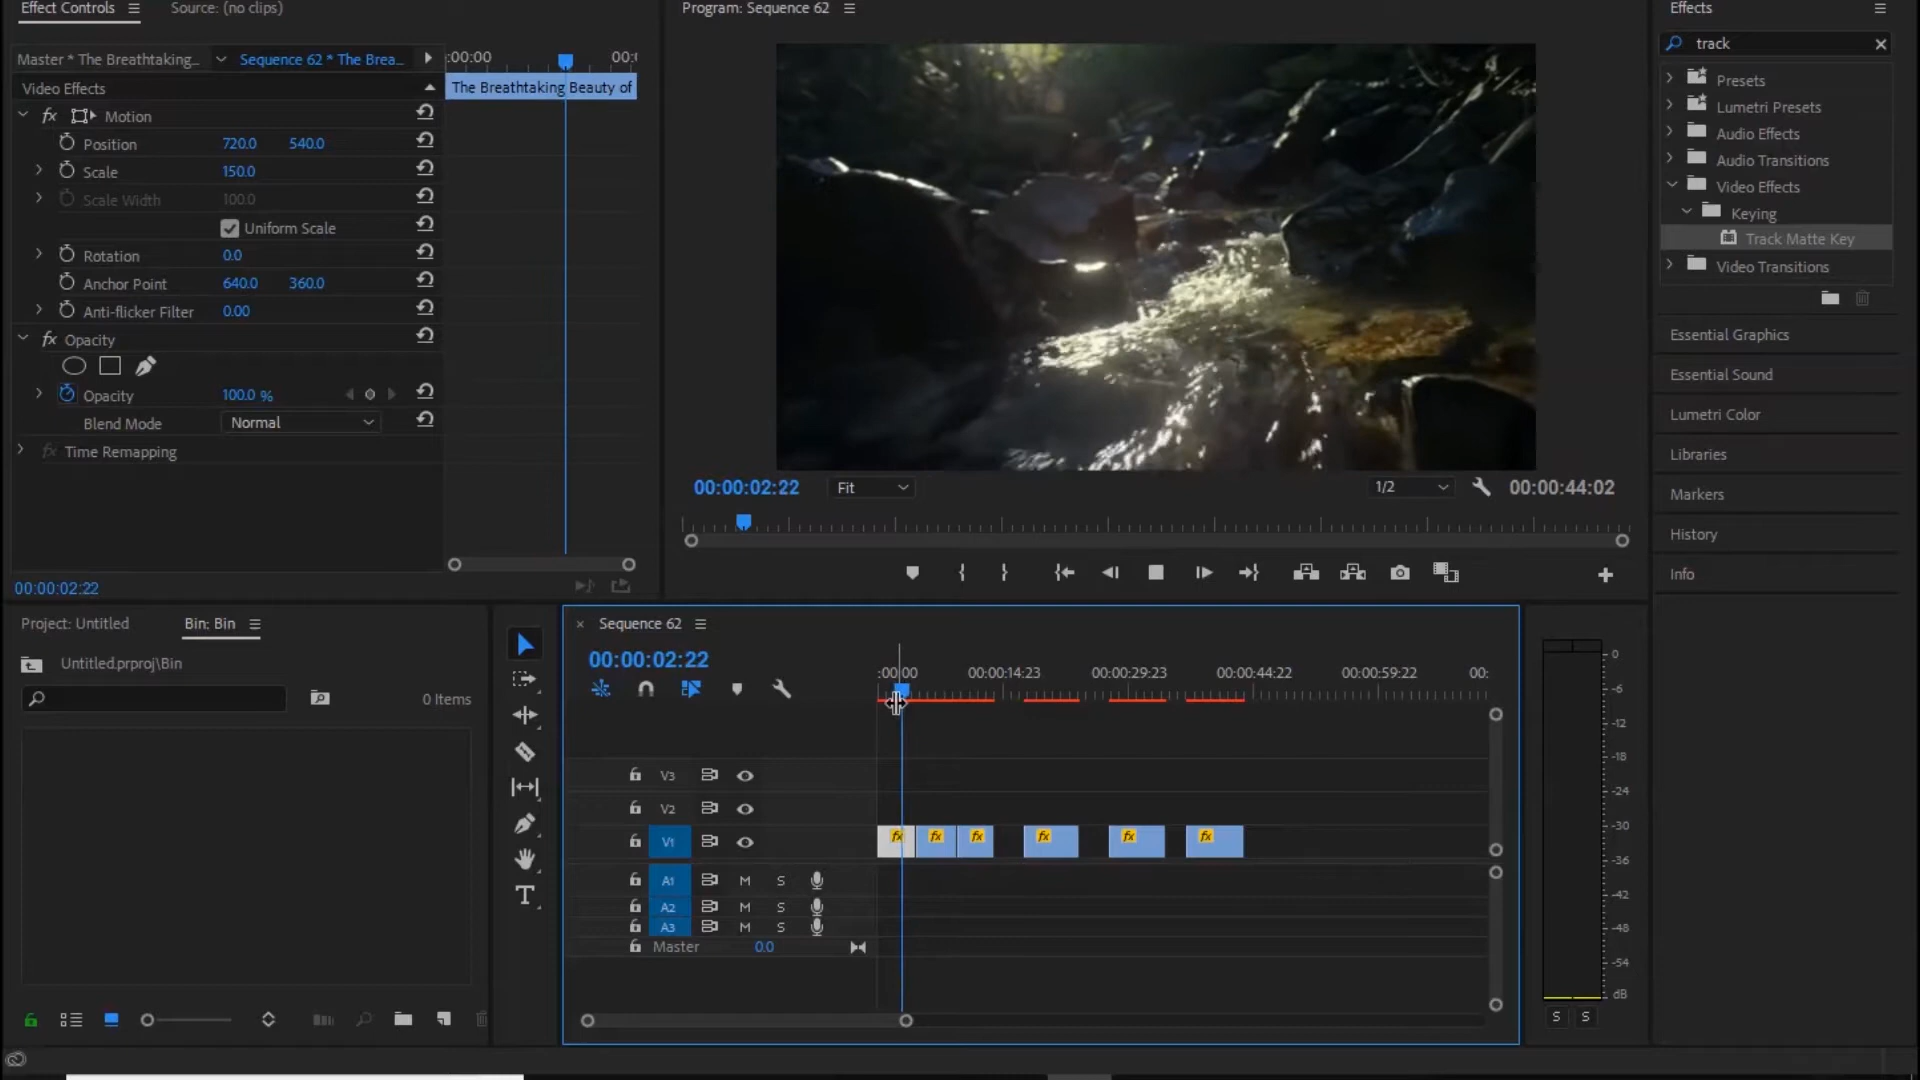 Effect Controls
Source: (no clips)
Program: Sequence 62
Effects
Master * The Breathtaking...
Sequence 62 * The Brea...
:00:00
00:(
track
Video Effects
The Breathtaking Beauty of
Presets
fx Motion
Lumetri Presets
Position 720.0 540.0
Audio Effects
Scale 150.0
Audio Transitions
Scale Width 100.0
Video Effects
Uniform Scale
Keying
Rotation 0.0
Track Matte Key
Anchor Point 640.0 360.0
Video Transitions
Anti-flicker Filter 0.00
fx Opacity
Opacity 100.0 %
Blend Mode Normal
fx Time Remapping
Essential Graphics
Essential Sound
Lumetri Color
Libraries
Markers
History
Info
00:00:02:22
Fit
1/2
00:00:44:02
00:00:02:22
Project: Untitled
Bin: Bin
Untitled.prproj\Bin
0 Items
Sequence 62
00:00:02:22
:00:00
00:00:14:23
00:00:29:23
00:00:44:22
00:00:59:22
00:
V3
V2
V1
fx
fx
fx
fx
fx
fx
A1 M S
A2 M S
A3 M S
Master 0.0
T
0
-6
-12
-18
-24
-30
-36
-42
-48
-54
dB
S S